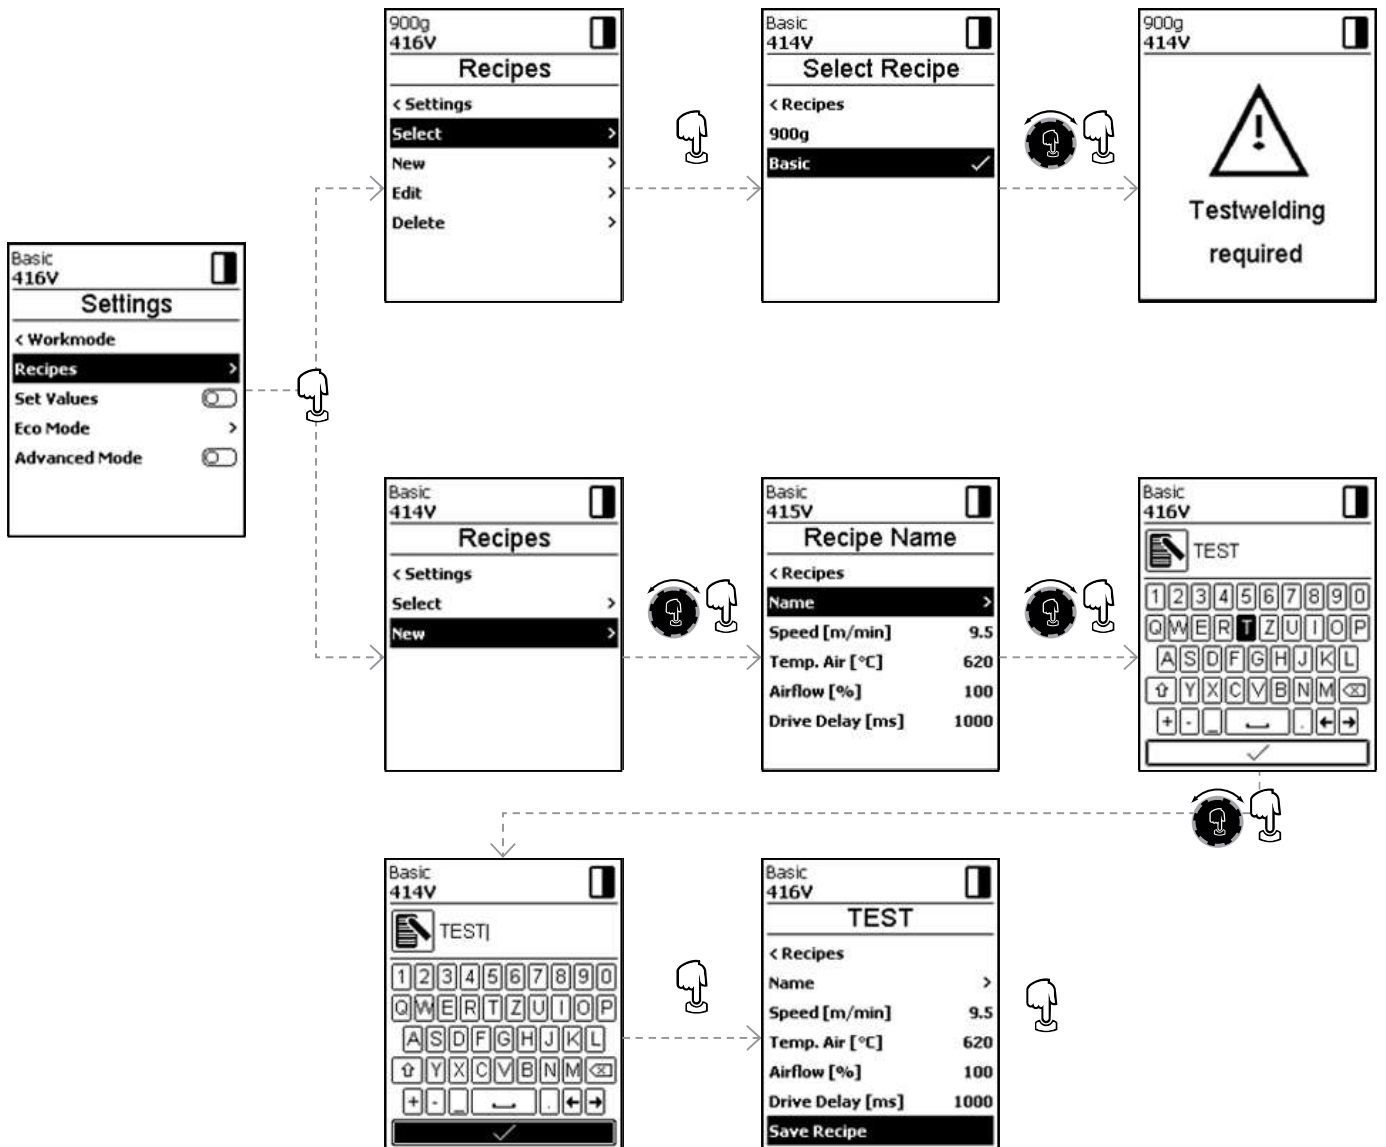 900g
416V
Recipes
< Settings
Select >
New >
Edit >
Delete >
Basic
414V
Select Recipe
< Recipes
900g
Basic ✓
900g
414V
!
Testwelding
required
Basic
416V
Settings
< Workmode
Recipes >
Set Values
Eco Mode >
Advanced Mode
Basic
414V
Recipes
< Settings
Select >
New >
Basic
415V
Recipe Name
< Recipes
Name >
Speed [m/min] 9.5
Temp. Air [°C] 620
Airflow [%] 100
Drive Delay [ms] 1000
Basic
416V
TEST
1 2 3 4 5 6 7 8 9 0
Q W E R T Z U I O P
A S D F G H J K L
⇧ Y X C V B N M ⌫
+ - _ ⎵ . ← →
✓
Basic
414V
TEST|
1 2 3 4 5 6 7 8 9 0
Q W E R T Z U I O P
A S D F G H J K L
⇧ Y X C V B N M ⌫
+ - _ ⎵ . ← →
✓
Basic
416V
TEST
< Recipes
Name >
Speed [m/min] 9.5
Temp. Air [°C] 620
Airflow [%] 100
Drive Delay [ms] 1000
Save Recipe